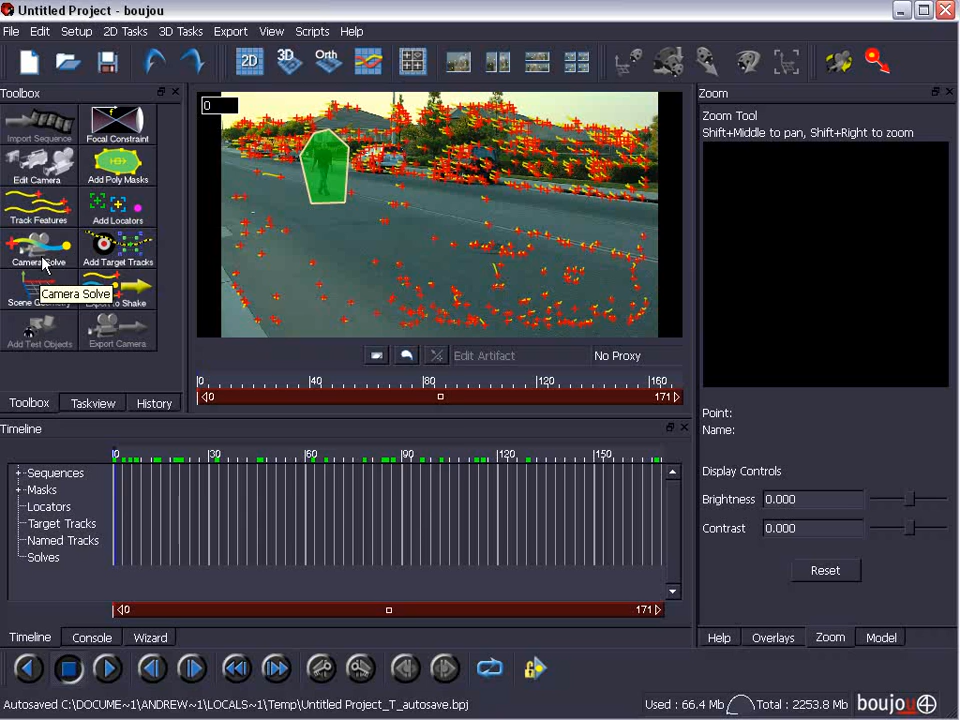 Untitled Project - boujou
File Edit Setup 2D Tasks 3D Tasks Export View Scripts Help
2D 3D Orth
Toolbox
Import Sequence Focal Constraint
Edit Camera Add Poly Masks
Track Features Add Locators
Camera Solve Add Target Tracks
Camera Solve
Export to Shake
Add Test Objects Export Camera
Toolbox Taskview History
0
Edit Artifact No Proxy
0 40 80 120 160
0 171
Zoom
Zoom Tool
Shift+Middle to pan, Shift+Right to zoom
Point:
Name:
Display Controls
Brightness 0.000
Contrast 0.000
Reset
Help Overlays Zoom Model
Timeline
0 30 60 90 120 150
Sequences
Masks
Locators
Target Tracks
Named Tracks
Solves
0 171
Timeline Console Wizard
Autosaved C:\DOCUME~1\ANDREW~1\LOCALS~1\Temp\Untitled Project_T_autosave.bpj
Used : 66.4 Mb Total : 2253.8 Mb boujou 4